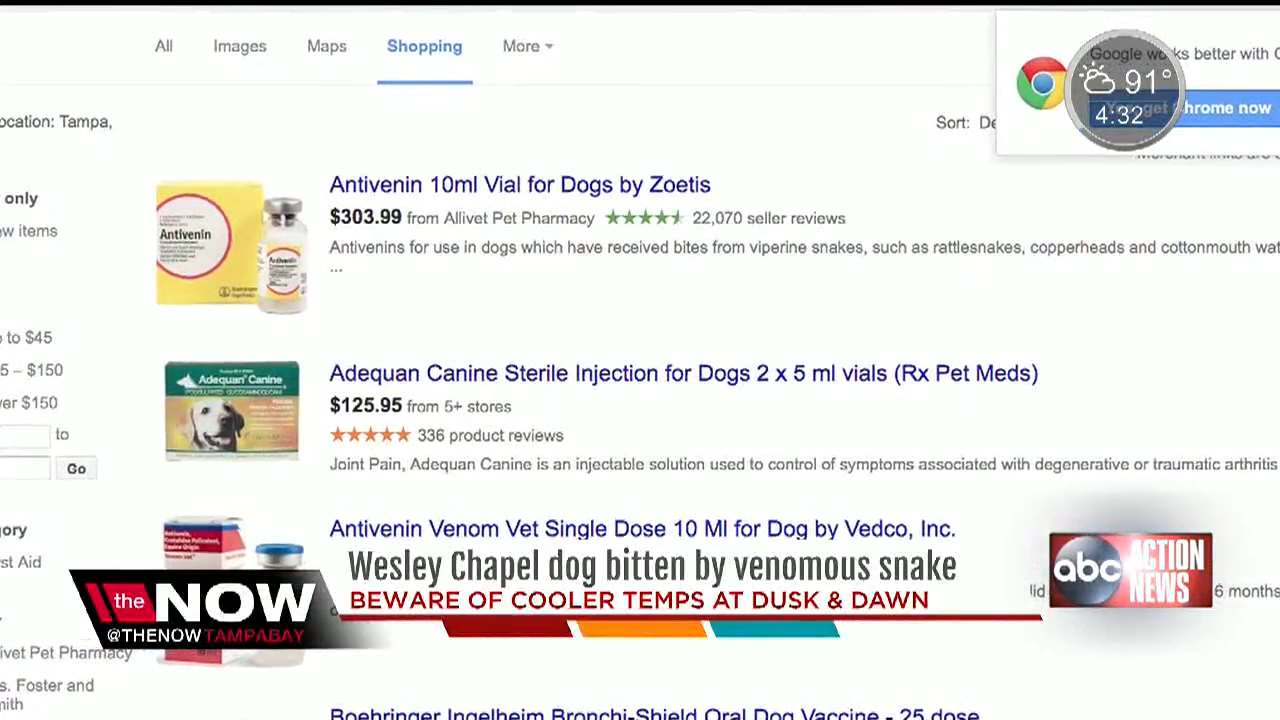 All Images Maps Shopping More
Google works better with C
91°
Chrome now
4:32
ocation: Tampa,
Sort: De
only
w items
Antivenin 10ml Vial for Dogs by Zoetis
$303.99 from Allivet Pet Pharmacy 22,070 seller reviews
Antivenins for use in dogs which have received bites from viperine snakes, such as rattlesnakes, copperheads and cottonmouth wat
...
Antivenin
Antivenin
p to $45
5 – $150
er $150
to
Go
Adequan Canine Sterile Injection for Dogs 2 x 5 ml vials (Rx Pet Meds)
$125.95 from 5+ stores
336 product reviews
Joint Pain, Adequan Canine is an injectable solution used to control of symptoms associated with degenerative or traumatic arthritis
Adequan Canine
gory
st Aid
Antivenin Venom Vet Single Dose 10 Ml for Dog by Vedco, Inc.
6 months
Wesley Chapel dog bitten by venomous snake
BEWARE OF COOLER TEMPS AT DUSK & DAWN
the NOW
@THENOWTAMPABAY
abc ACTION NEWS
ivet Pet Pharmacy
s. Foster and
mith
Boehringer Ingelheim Bronchi-Shield Oral Dog Vaccine - 25 dose